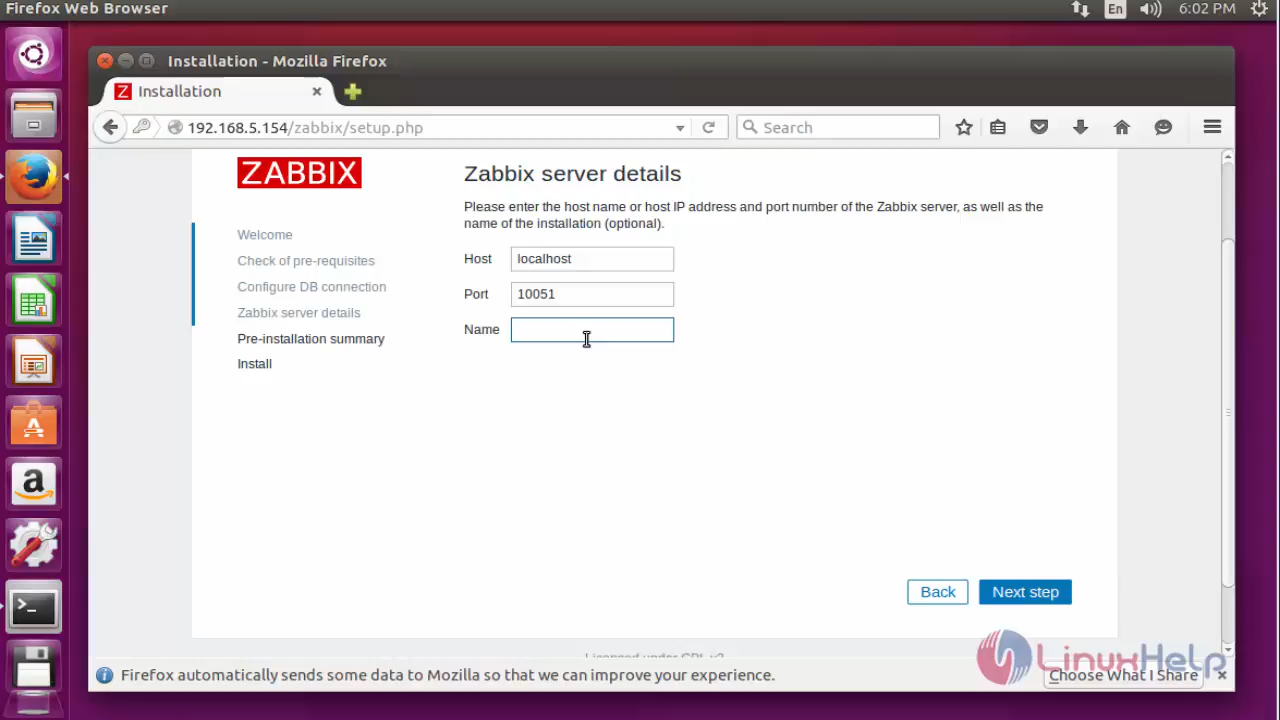 Firefox Web Browser
En
6:02 PM
Installation - Mozilla Firefox
Z Installation
192.168.5.154/zabbix/setup.php
Search
ZABBIX
Zabbix server details
Please enter the host name or host IP address and port number of the Zabbix server, as well as the
name of the installation (optional).
Welcome
Check of pre-requisites
Configure DB connection
Zabbix server details
Pre-installation summary
Install
Host localhost
Port 10051
Name
Back Next step
Licensed under GPL v2
Firefox automatically sends some data to Mozilla so that we can improve your experience.
Choose What I Share
LinuxHelp